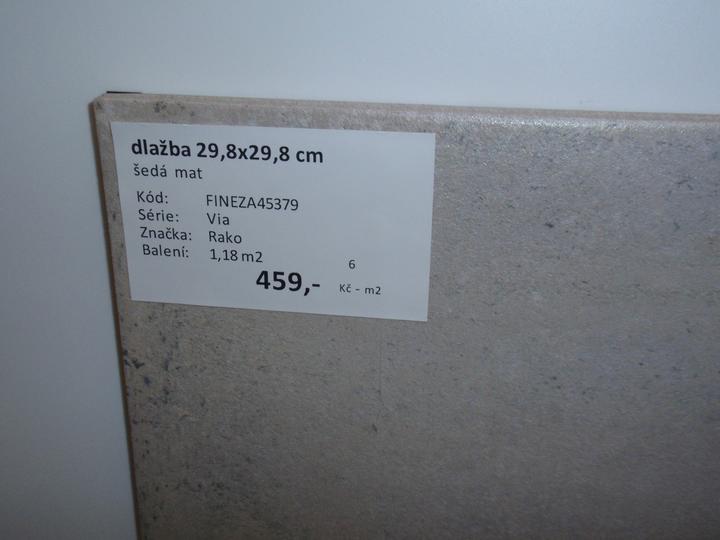 dlažba 29,8x29,8 cm
šedá mat
Kód: FINEZA45379
Série: Via
Značka: Rako
Balení: 1,18 m2 6
459,- Kč - m2